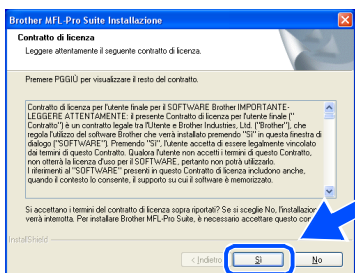 Brother MFL-Pro Suite Installazione
Contratto di licenza
Leggere attentamente il seguente contratto di licenza.
Premere PGGIÙ per visualizzare il resto del contratto.
Contratto di licenza per l'utente finale per il SOFTWARE Brother IMPORTANTE-
LEGGERE ATTENTAMENTE: il presente Contratto di licenza per l'utente finale ("
Contratto") è un contratto legale tra l'Utente e Brother Industries, Ltd. ("Brother"), che
regola l'utilizzo del software Brother che verrà installato premendo "Sì" in questa finestra di
dialogo ("SOFTWARE"). Premendo "Sì", l'utente accetta di essere legalmente vincolato
dai termini di questo Contratto. Qualora l'utente non accetti i termini di questo Contratto,
non otterrà la licenza d'uso per il SOFTWARE, pertanto non potrà utilizzarlo.
I riferimenti al "SOFTWARE" presenti in questo Contratto di licenza includono anche,
quando il contesto lo consente, il supporto su cui il software è memorizzato.
Si accettano i termini del contratto di licenza sopra riportati? Se si sceglie No, l'installazione
verrà interrotta. Per installare Brother MFL-Pro Suite, è necessario accettare questo
InstallShield
< Indietro
Sì
No